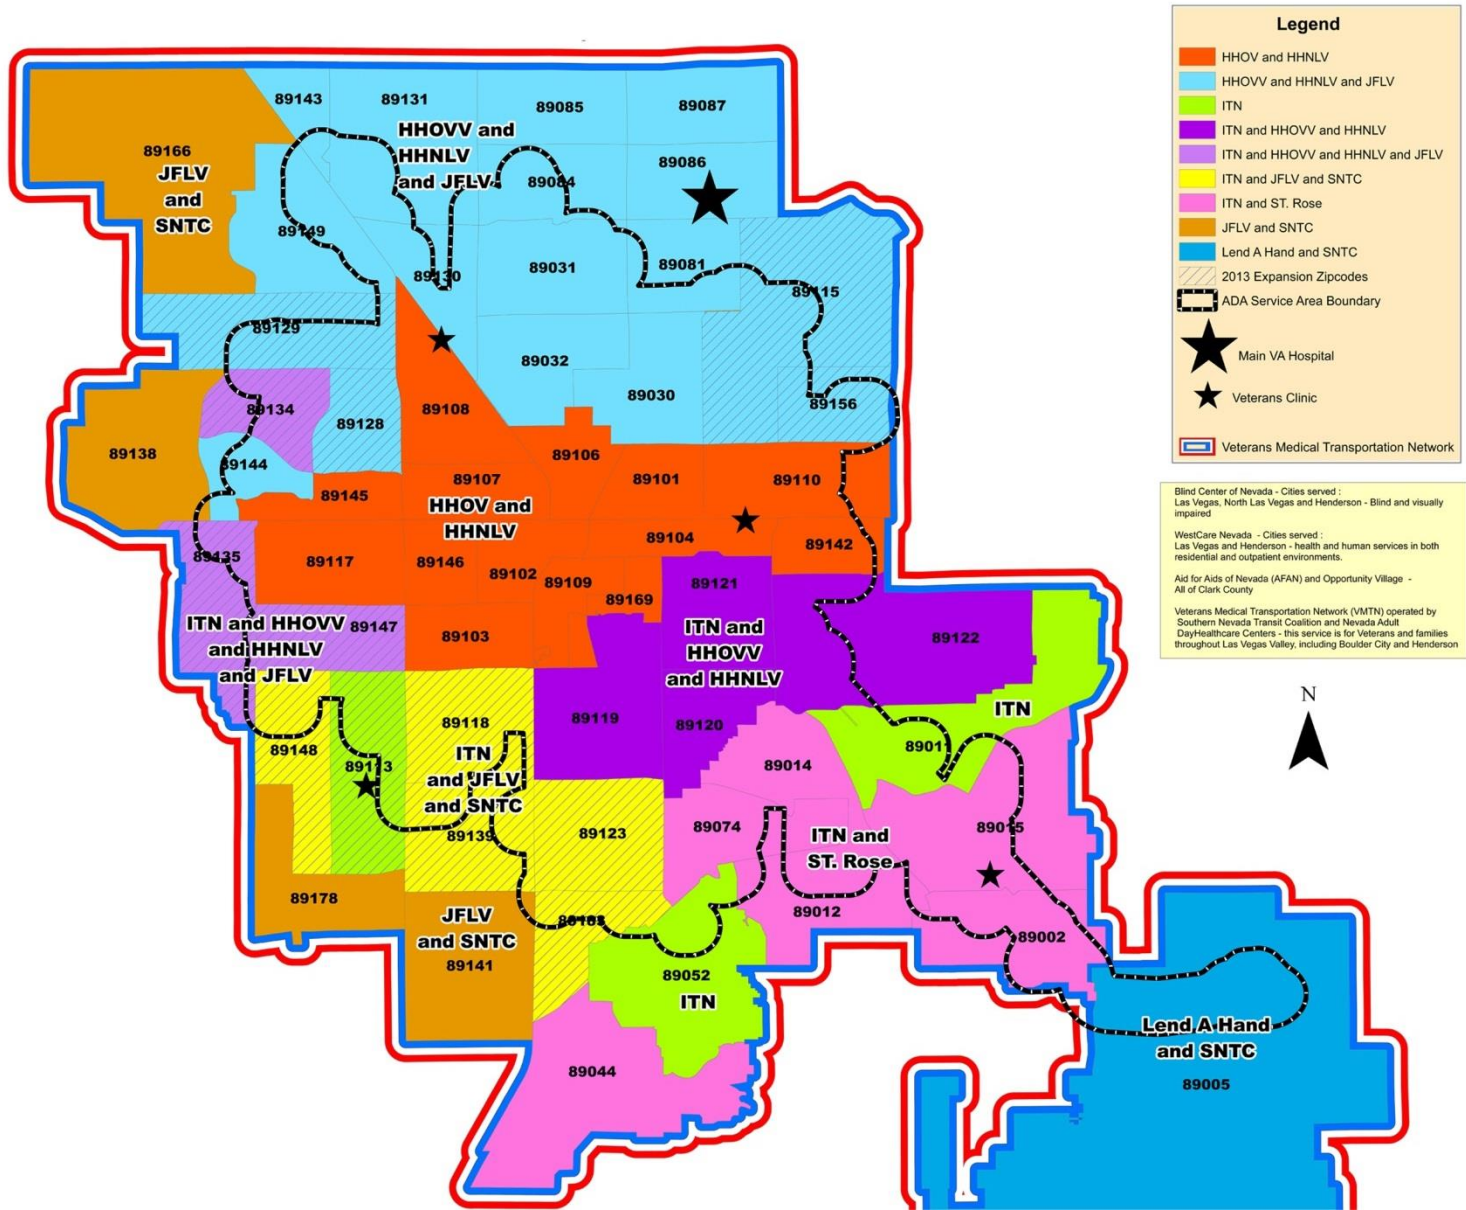 Legend
HHOV and HHNLV
HHOVV and HHNLV and JFLV
ITN
ITN and HHOVV and HHNLV
ITN and HHOVV and HHNLV and JFLV
ITN and JFLV and SNTC
ITN and ST. Rose
JFLV and SNTC
Lend A Hand and SNTC
2013 Expansion Zipcodes
ADA Service Area Boundary
Main VA Hospital
Veterans Clinic
Veterans Medical Transportation Network
Blind Center of Nevada - Cities served :
Las Vegas, North Las Vegas and Henderson - Blind and visually
impaired
WestCare Nevada - Cities served :
Las Vegas and Henderson - health and human services in both
residential and outpatient environments.
Aid for Aids of Nevada (AFAN) and Opportunity Village -
All of Clark County
Veterans Medical Transportation Network (VMTN) operated by
Southern Nevada Transit Coalition and Nevada Adult
DayHealthcare Centers - this service is for Veterans and families
throughout Las Vegas Valley, including Boulder City and Henderson
N
89143
89131
89085
89087
HHOVV and
HHNLV
and JFLV
89166
JFLV
and
SNTC
89084
89086
89149
89130
89031
89081
89115
89129
89032
89030
89156
89134
89128
89108
89138
89144
89106
89145
89107
89101
89110
HHOV and
HHNLV
89135
89117
89146
89102
89109
89104
89142
89169
89121
ITN and HHOVV
and HHNLV
and JFLV
89147
89103
ITN and
HHOVV
and HHNLV
89122
89148
89113
89118
ITN
and JFLV
and SNTC
89119
89120
ITN
89014
89139
89123
89074
ITN and
ST. Rose
89015
89178
JFLV
and SNTC
89141
89012
89002
89052
ITN
89044
Lend A Hand
and SNTC
89005